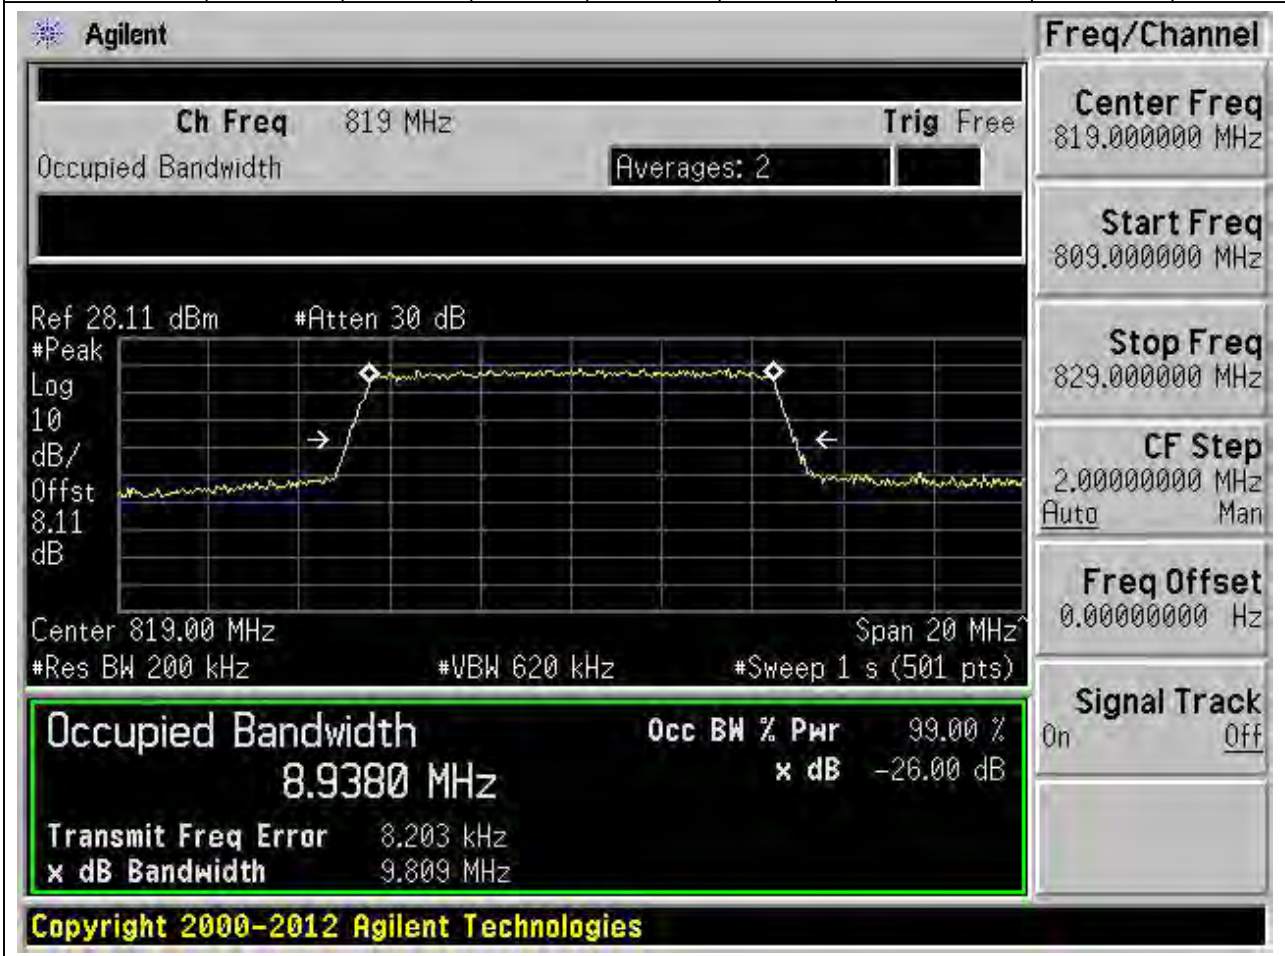 Agilent
Freq/Channel
Ch Freq 819 MHz Trig Free
Occupied Bandwidth Averages: 2
Center Freq
819.000000 MHz
Start Freq
809.000000 MHz
Stop Freq
829.000000 MHz
CF Step
2.00000000 MHz
Auto Man
Freq Offset
0.00000000 Hz
Signal Track
On Off
Ref 28.11 dBm #Atten 30 dB
#Peak
Log
10
dB/
Offst
8.11
dB
Center 819.00 MHz Span 20 MHz^
#Res BW 200 kHz #VBW 620 kHz #Sweep 1 s (501 pts)
Occupied Bandwidth Occ BW % Pwr 99.00 %
8.9380 MHz x dB -26.00 dB
Transmit Freq Error 8.203 kHz
x dB Bandwidth 9.809 MHz
Copyright 2000-2012 Agilent Technologies